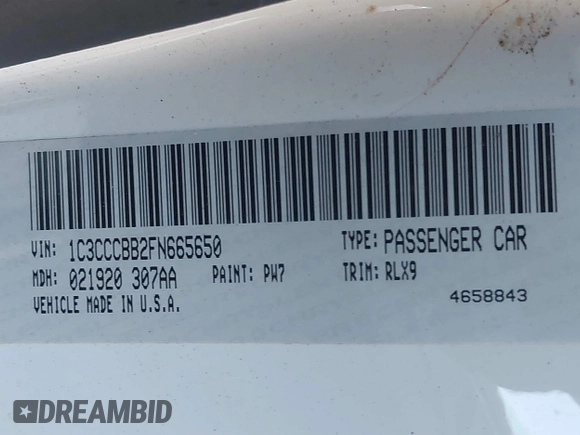 VIN: 1C3CCCBB2FN665650 TYPE: PASSENGER CAR
MDH: 021920 307AA PAINT: PW7 TRIM: RLX9
VEHICLE MADE IN U.S.A. 4658843
DREAMBID